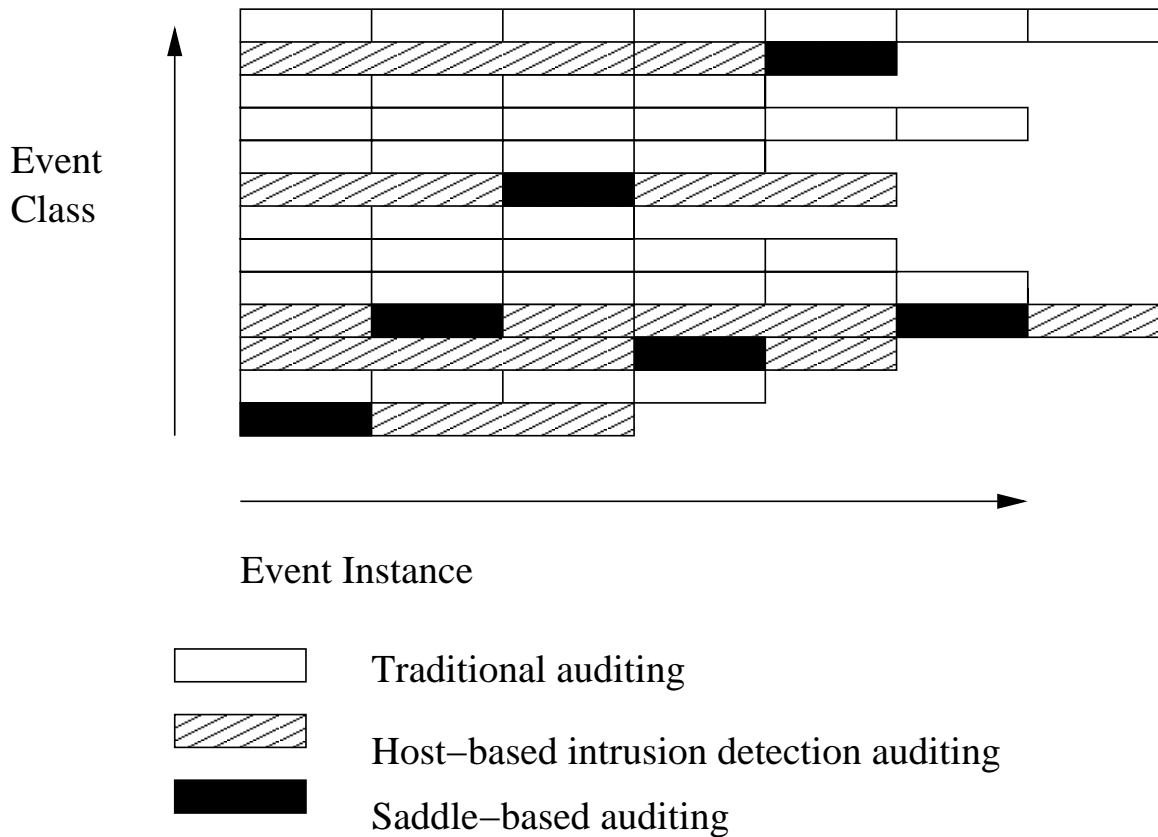 Event
Class
Event Instance
Traditional auditing
Host−based intrusion detection auditing
Saddle−based auditing